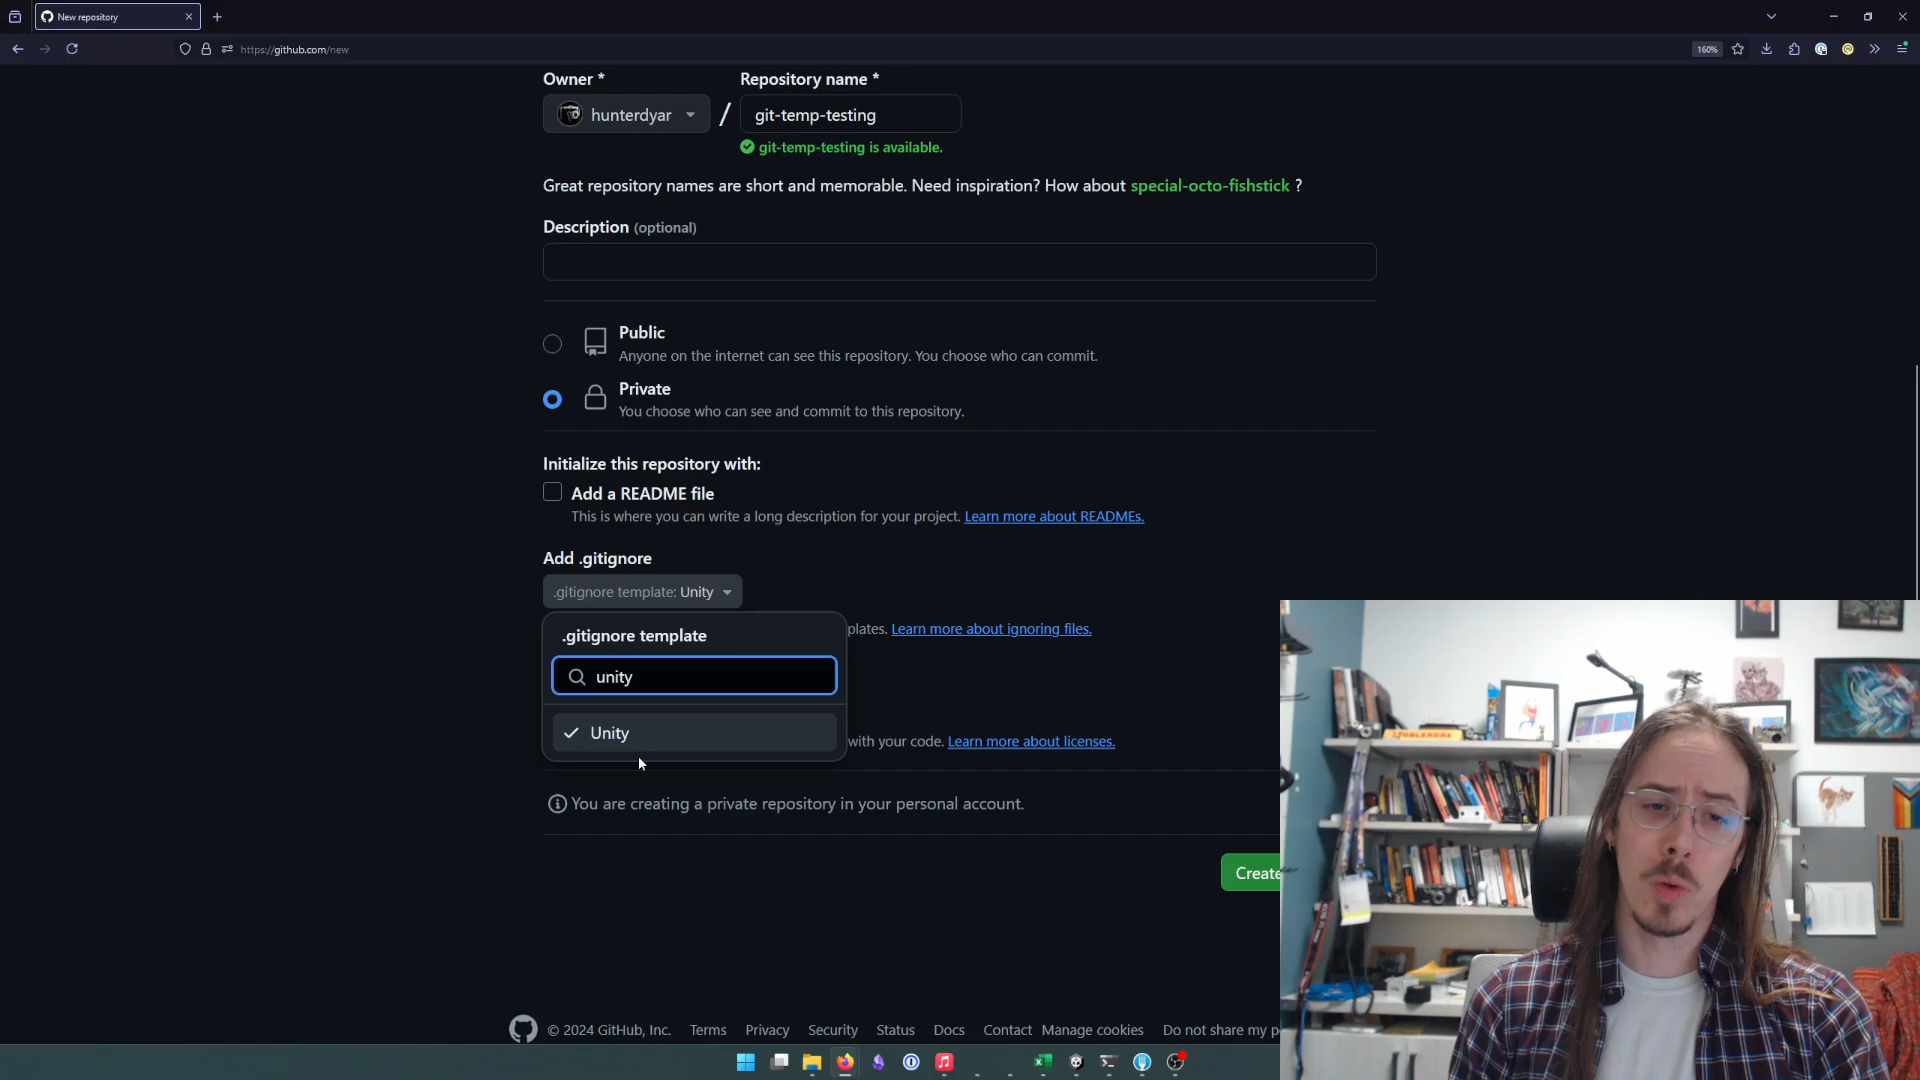 New repository
https://github.com/new
160%
Owner *
Repository name *
hunterdyar
/
git-temp-testing
git-temp-testing is available.
Great repository names are short and memorable. Need inspiration? How about special-octo-fishstick ?
Description (optional)
Public
Anyone on the internet can see this repository. You choose who can commit.
Private
You choose who can see and commit to this repository.
Initialize this repository with:
Add a README file
This is where you can write a long description for your project. Learn more about READMEs.
Add .gitignore
.gitignore template: Unity
.gitignore template
plates. Learn more about ignoring files.
unity
Unity
with your code. Learn more about licenses.
You are creating a private repository in your personal account.
Create
© 2024 GitHub, Inc.
Terms
Privacy
Security
Status
Docs
Contact
Manage cookies
Do not share my p